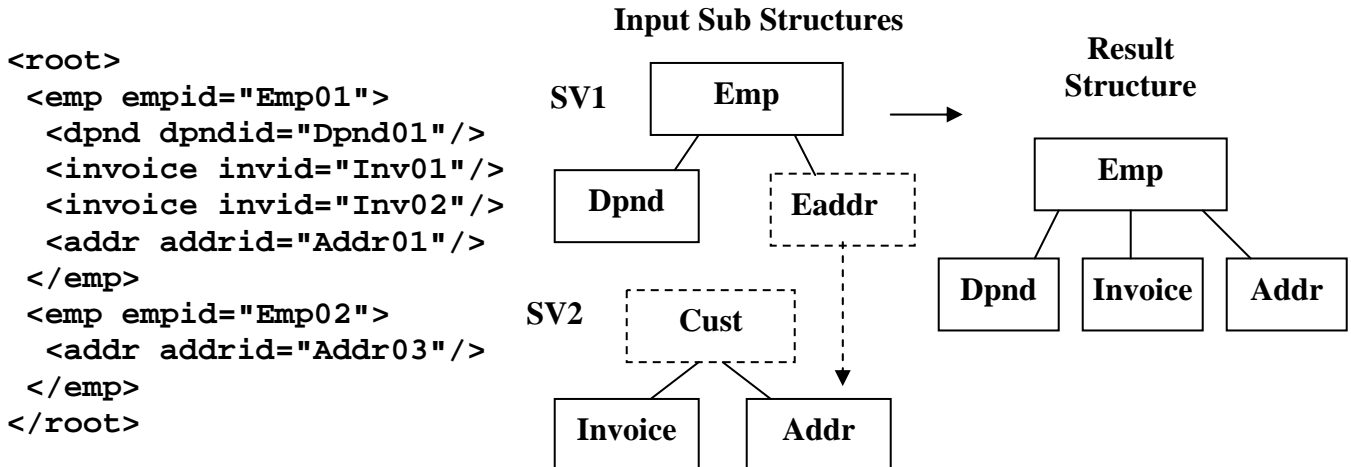 <root>
<emp empid="Emp01">
<dpnd dpndid="Dpnd01"/>
<invoice invid="Inv01"/>
<invoice invid="Inv02"/>
<addr addrid="Addr01"/>
</emp>
<emp empid="Emp02">
<addr addrid="Addr03"/>
</emp>
</root>
Input Sub Structures
SV1
Emp
Dpnd
Eaddr
SV2
Cust
Invoice
Addr
Result
Structure
Emp
Dpnd
Invoice
Addr